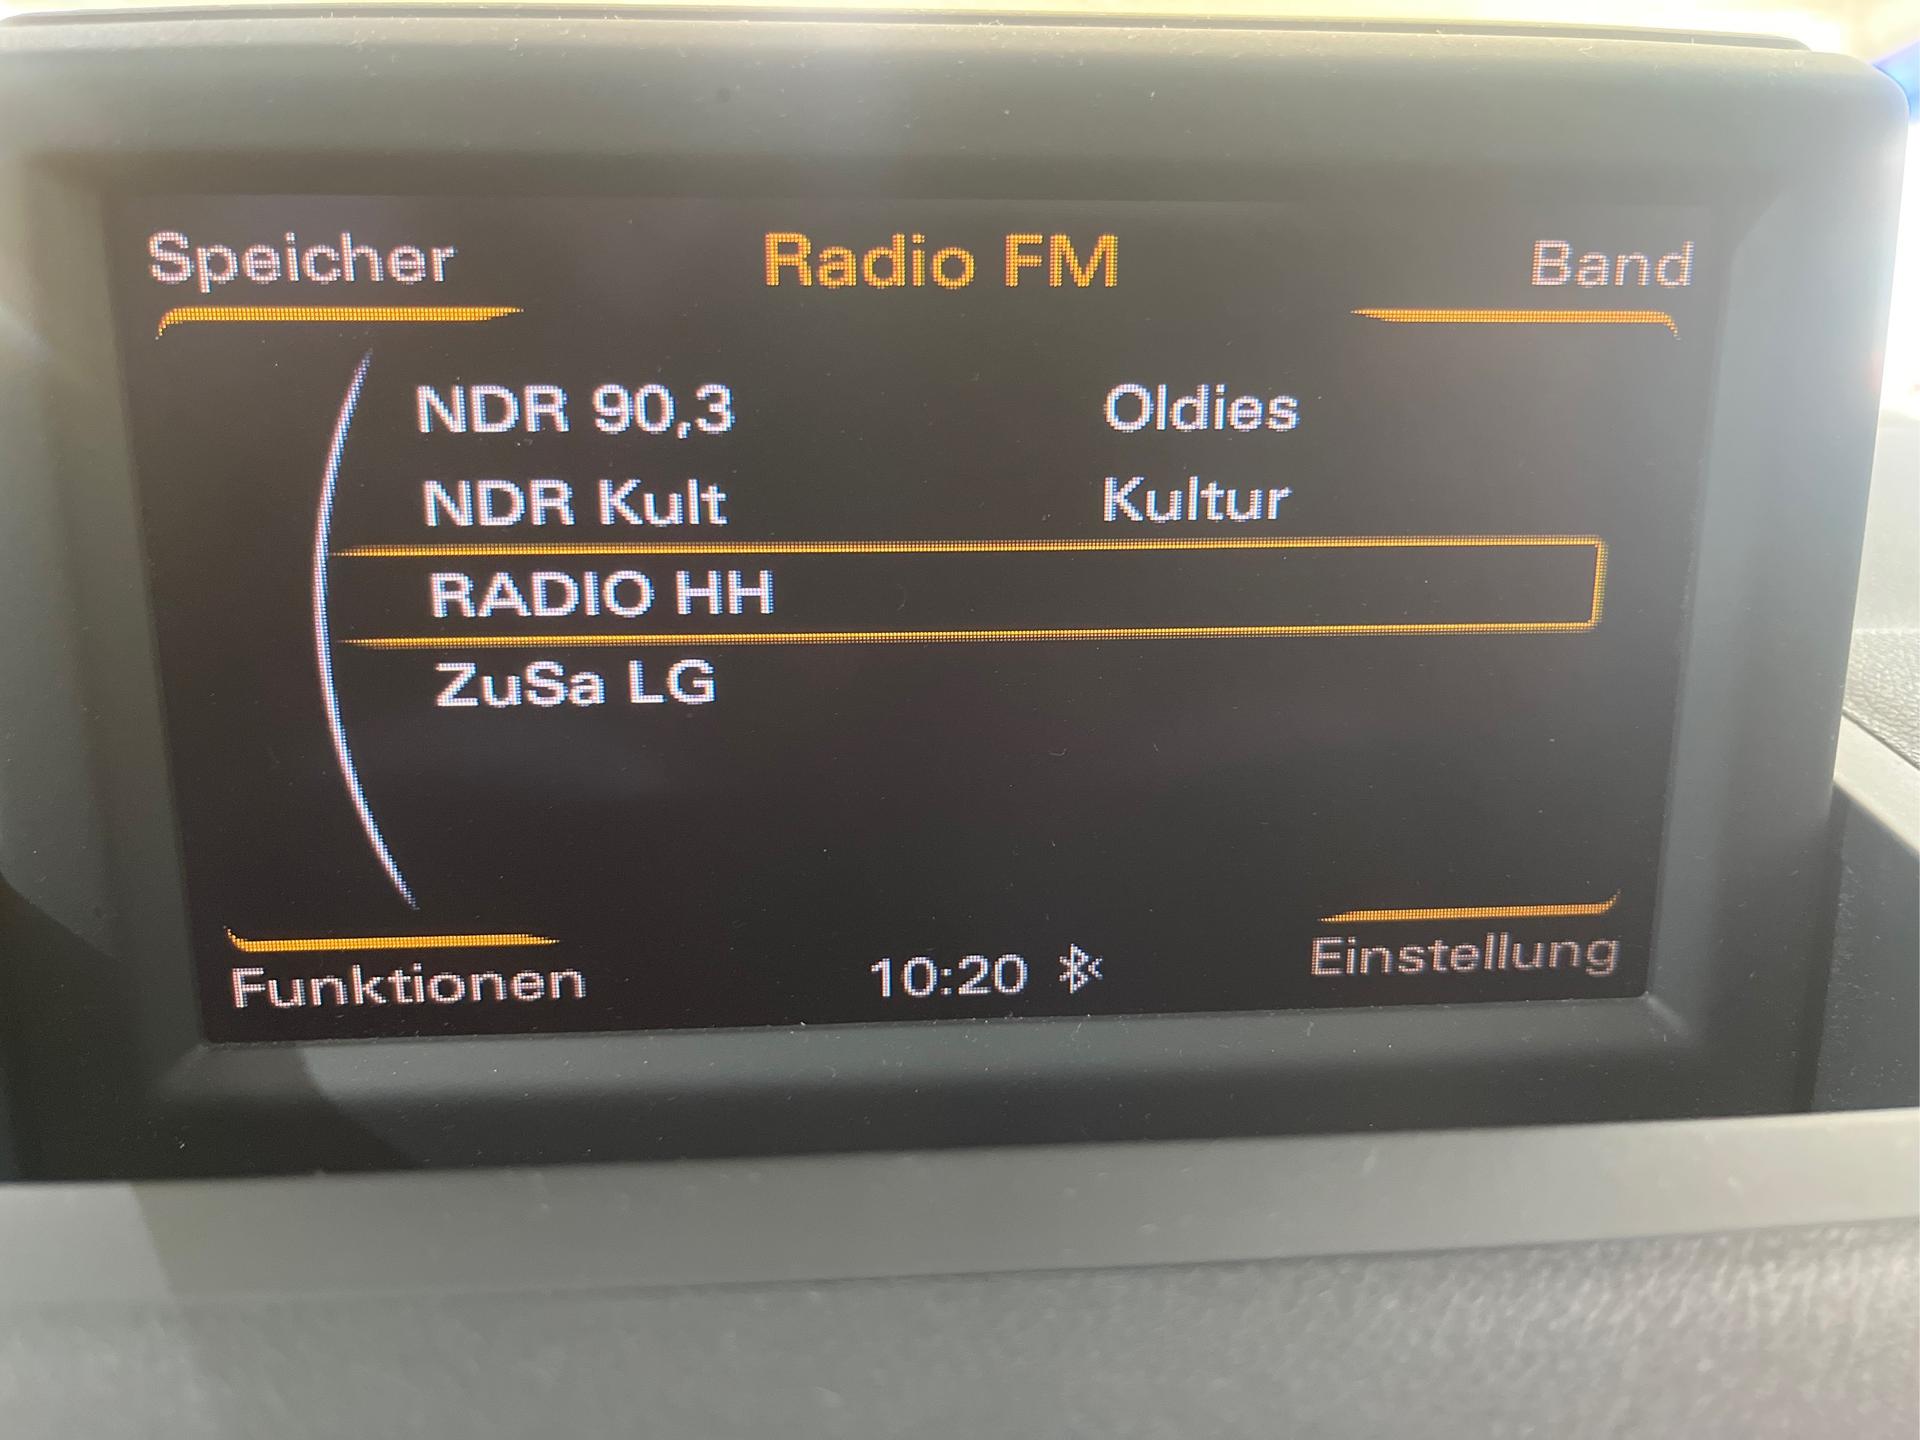 Speicher Radio FM Band
NDR 90,3 Oldies
NDR Kult Kultur
RADIO HH
ZuSa LG
Funktionen 10:20 Einstellung